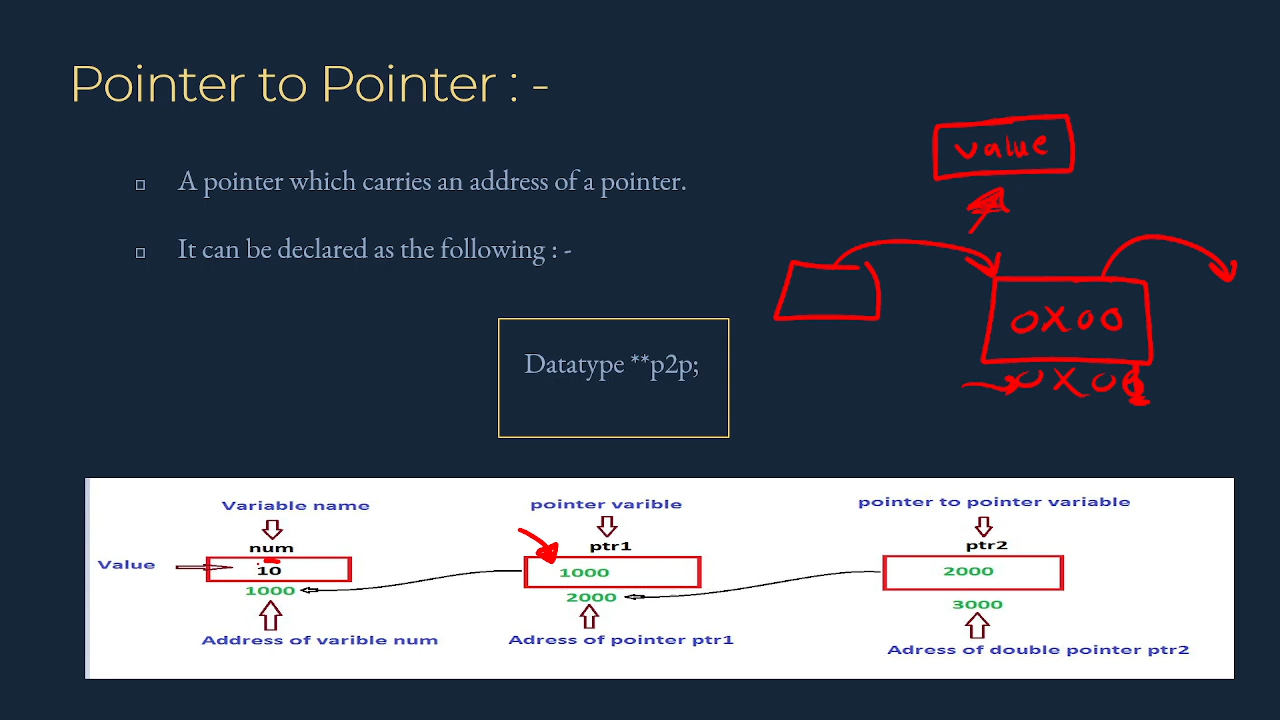 Pointer to Pointer : -
A pointer which carries an address of a pointer.
It can be declared as the following : -
Datatype **p2p;
value
0X00
Variable name
pointer varible
pointer to pointer variable
num
ptr1
ptr2
Value
10
1000
2000
1000
2000
3000
Address of varible num
Adress of pointer ptr1
Adress of double pointer ptr2